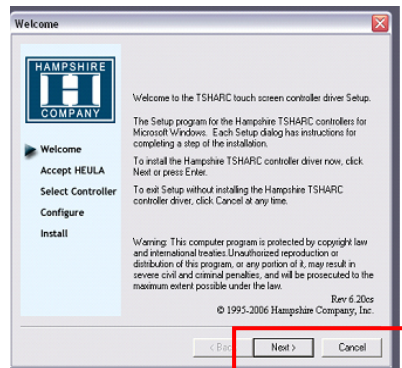 Welcome
HAMPSHIRE
H
COMPANY
Welcome
Accept HEULA
Select Controller
Configure
Install
Welcome to the TSHARC touch screen controller driver Setup.
The Setup program for the Hampshire TSHARC controllers for
Microsoft Windows. Each Setup dialog has instructions for
completing a step of the installation.
To install the Hampshire TSHARC controller driver now, click
Next or press Enter.
To exit Setup without installing the Hampshire TSHARC
controller driver, click Cancel at any time.
Warning: This computer program is protected by copyright law
and international treaties.Unauthorized reproduction or
distribution of this program, or any portion of it, may result in
severe civil and criminal penalties, and will be prosecuted to the
maximum extent possible under the law.
Rev 6.20cs
© 1995-2006 Hampshire Company, Inc.
< Bac
Next >
Cancel